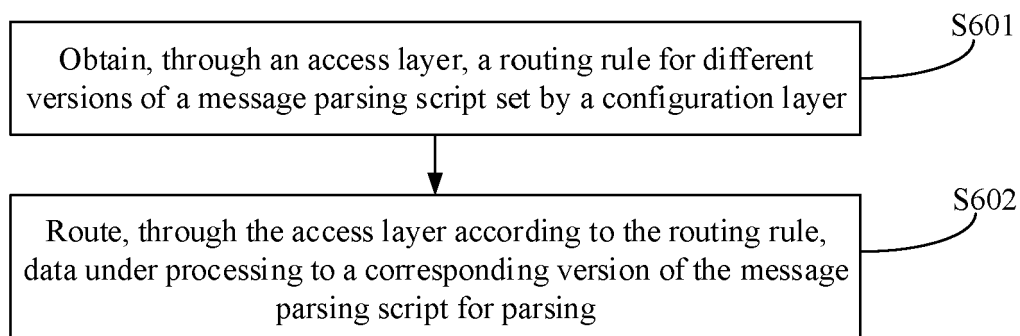 S601
Obtain, through an access layer, a routing rule for different
versions of a message parsing script set by a configuration layer
S602
Route, through the access layer according to the routing rule,
data under processing to a corresponding version of the message
parsing script for parsing